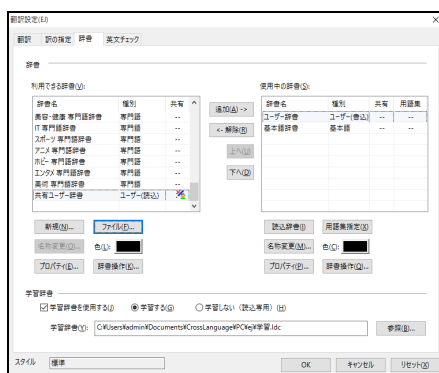 翻訳設定(EJ)
翻訳 訳の指定 辞書 英文チェック
辞書
利用できる辞書(V): 使用中の辞書(S):
辞書名 種別 共有 辞書名 種別 共有 用語集
美容・健康 専門語辞書 専門語 -- ユーザー辞書 ユーザー(書込) -- --
IT 専門語辞書 専門語 -- 基本語辞書 基本語 -- --
スポーツ 専門語辞書 専門語 --
アニメ 専門語辞書 専門語 --
ホビー 専門語辞書 専門語 --
エンタメ 専門語辞書 専門語 --
美術 専門語辞書 専門語 --
共有ユーザー辞書 ユーザー(読込)
追加(A) ->
<- 解除(R)
上へ(U)
下へ(D)
新規(N)... ファイル(F)... 読込辞書(I) 用語集指定(X)
名称変更(O)... 色(L): 名称変更(M)... 色(C):
プロパティ(E)... 辞書操作(K)... プロパティ(P)... 辞書操作(Q)...
学習辞書
学習辞書を使用する(J) 学習する(G) 学習しない（読込専用）(H)
学習辞書(Y): C:¥Users¥admin¥Documents¥CrossLanguage¥PC¥ej¥学習.ldc 参照(B)...
スタイル 標準 OK キャンセル リセット(X)